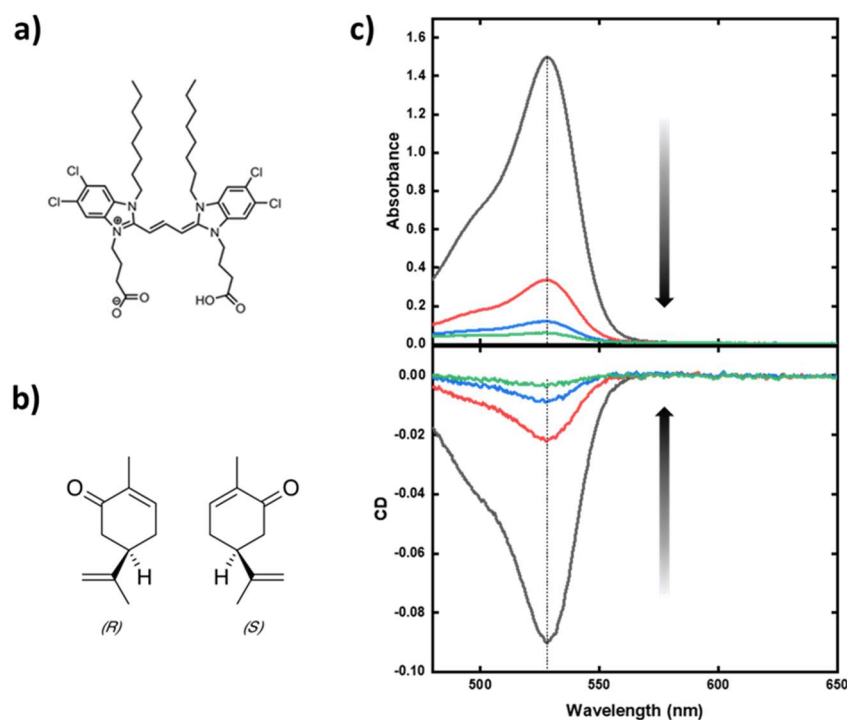 a)
Cl
Cl
N
N
Cl
Cl
N
⊕
N
O
⊖
O
HO
O
b)
O
H
(R)
O
H
(S)
c)
Absorbance
1.6
1.4
1.2
1.0
0.8
0.6
0.4
0.2
0.0
CD
0.00
-0.02
-0.04
-0.06
-0.08
-0.10
500
550
600
650
Wavelength (nm)